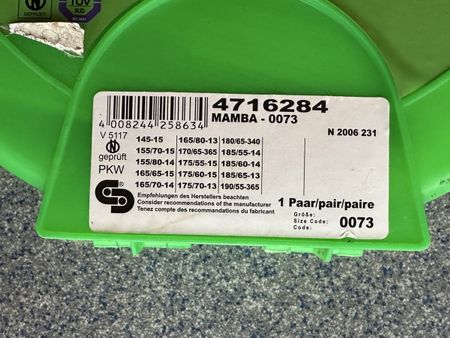 geprüft
TÜV
SÜD
4 008244 258634
4716284
MAMBA - 0073
N 2006 231
V 5117
N
geprüft
PKW
145-15 165/80-13 180/65-340
155/70-15 170/65-365 185/55-14
155/80-14 175/55-15 185/60-14
165/65-15 175/60-15 185/60-13
165/70-14 175/70-13 190/55-365
Empfehlungen des Herstellers beachten
Consider recommendations of the manufacturer
Tenez compte des recommandations du fabricant
1 Paar/pair/paire
Größe:
Size Code: 0073
Code: